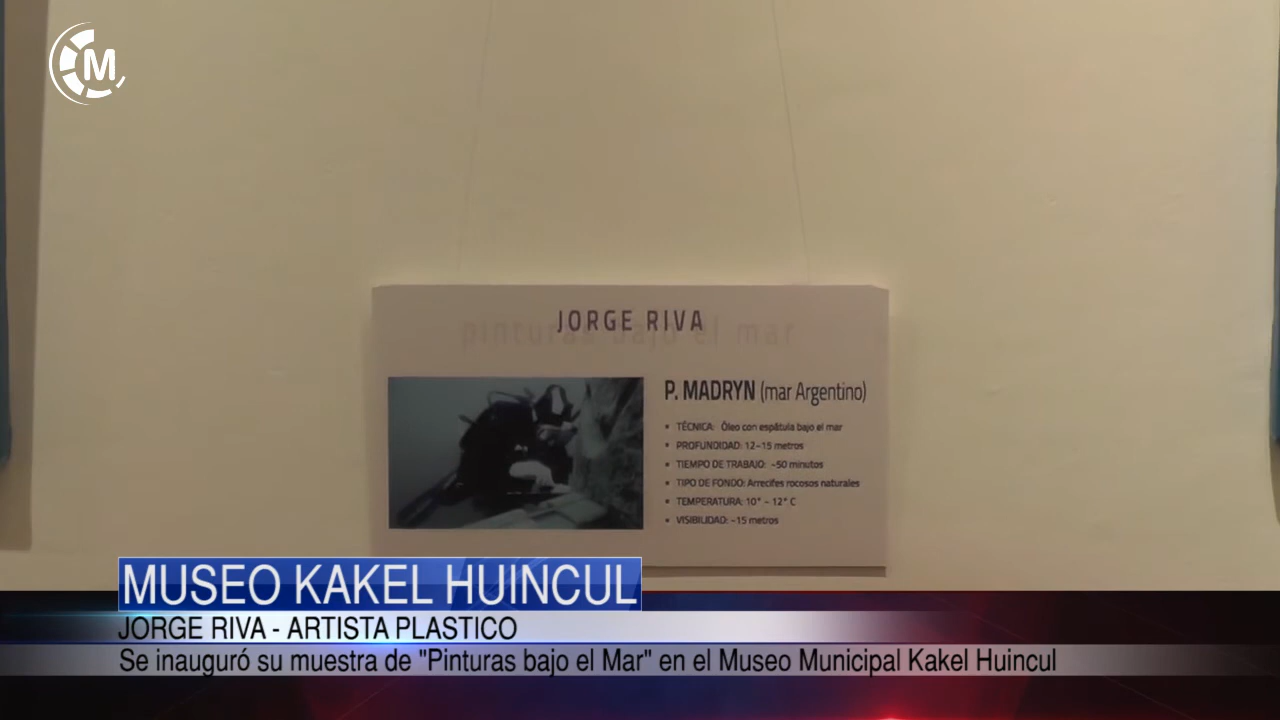 M
JORGE RIVA
pinturas bajo el mar
P. MADRYN (mar Argentino)
▪ TÉCNICA: Óleo con espátula bajo el mar
▪ PROFUNDIDAD: 12-15 metros
▪ TIEMPO DE TRABAJO: ~50 minutos
▪ TIPO DE FONDO: Arrecifes rocosos naturales
▪ TEMPERATURA: 10° - 12° C
▪ VISIBILIDAD: ~15 metros
MUSEO KAKEL HUINCUL
JORGE RIVA - ARTISTA PLASTICO
Se inauguró su muestra de "Pinturas bajo el Mar" en el Museo Municipal Kakel Huincul